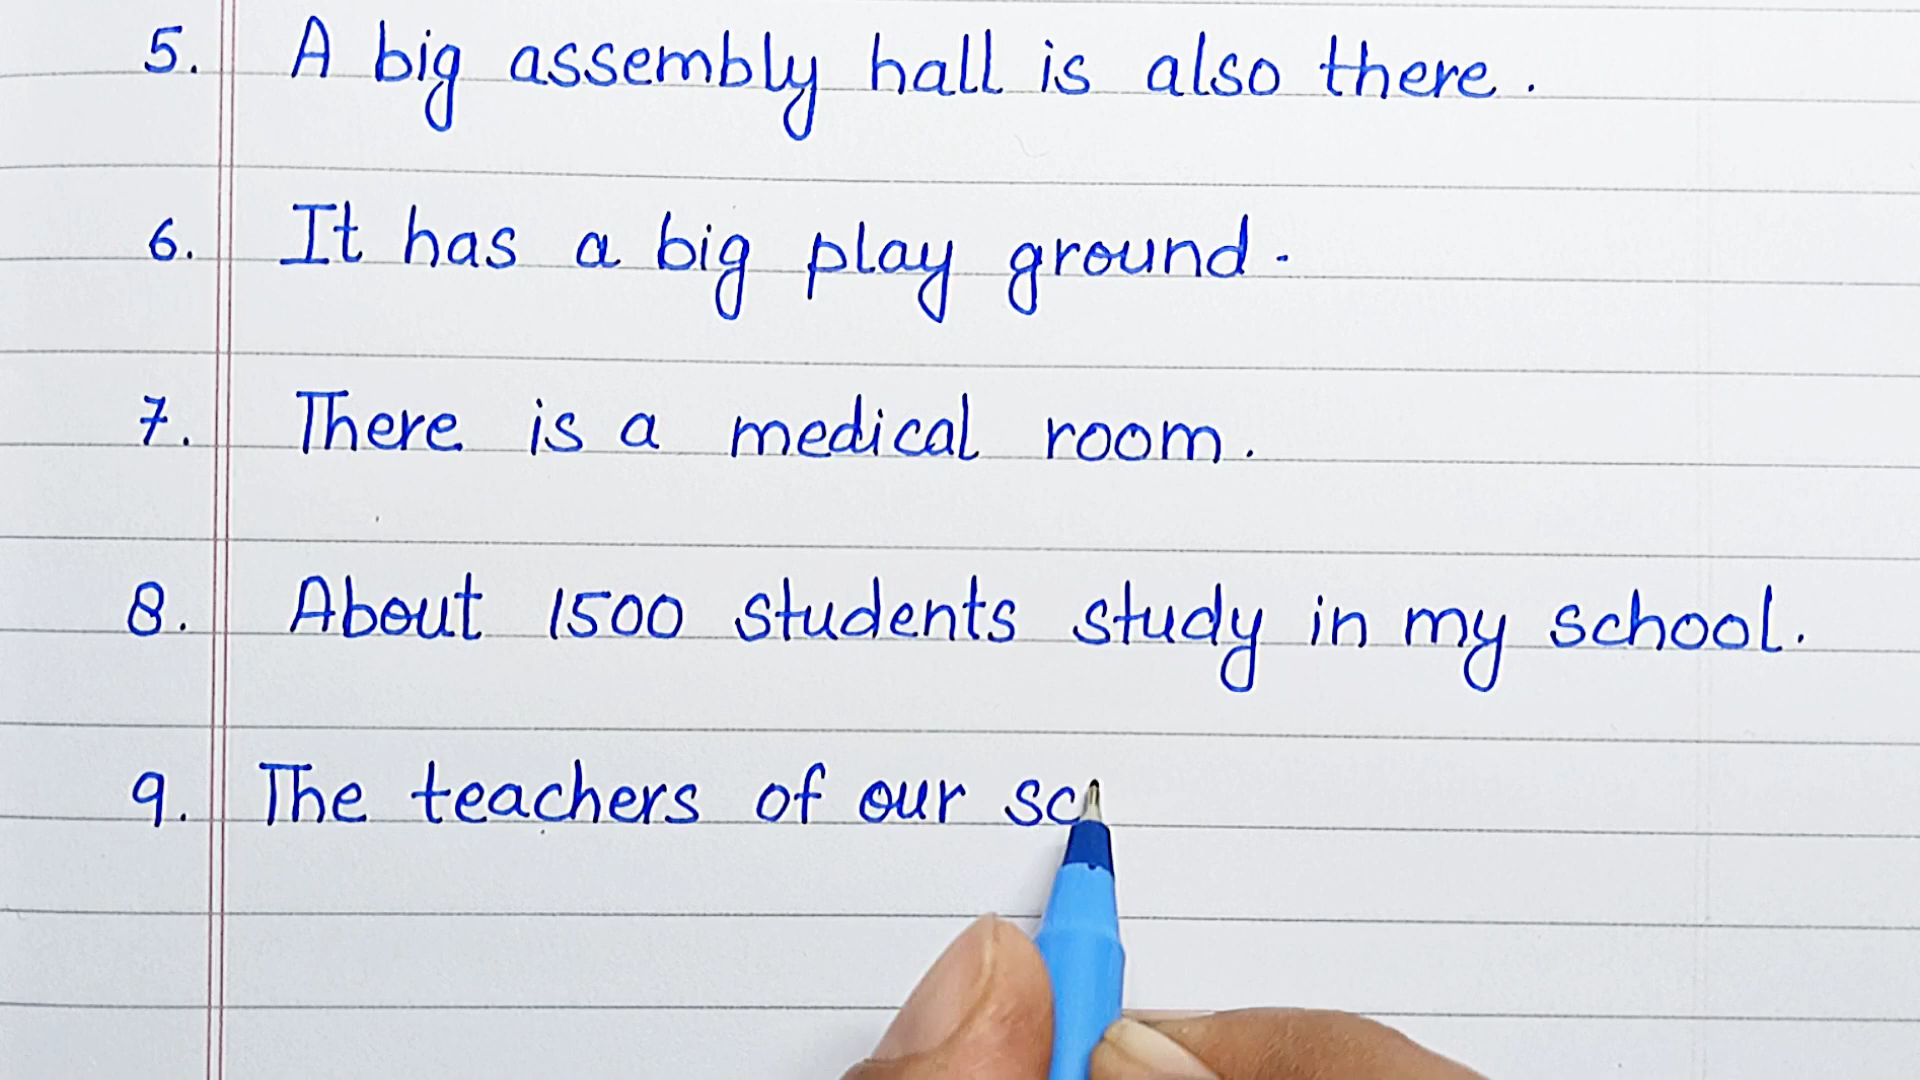 5. A big assembly hall is also there.
6. It has a big play ground.
7. There is a medical room.
8. About 1500 students study in my school.
9. The teachers of our sc